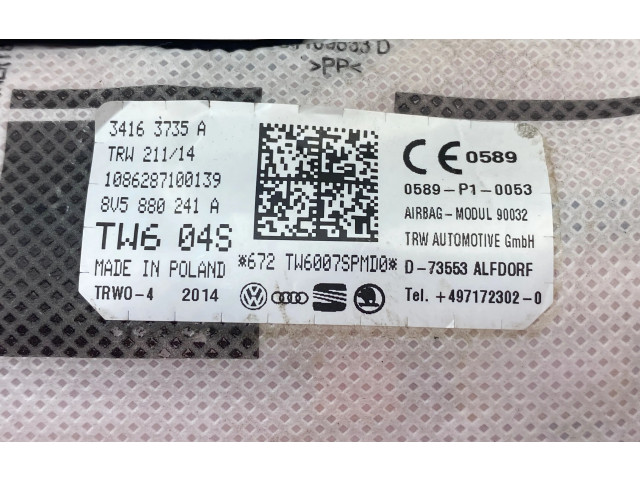 >PP<
3416 3735 A
TRW 211/14
1086287100139
8V5 880 241 A
TW6 04S
MADE IN POLAND
TRWO-4 2014
*672 TW6007SPMD0*
CE 0589
0589-P1-0053
AIRBAG-MODUL 90032
TRW AUTOMOTIVE GmbH
D-73553 ALFDORF
Tel. +497172302-0